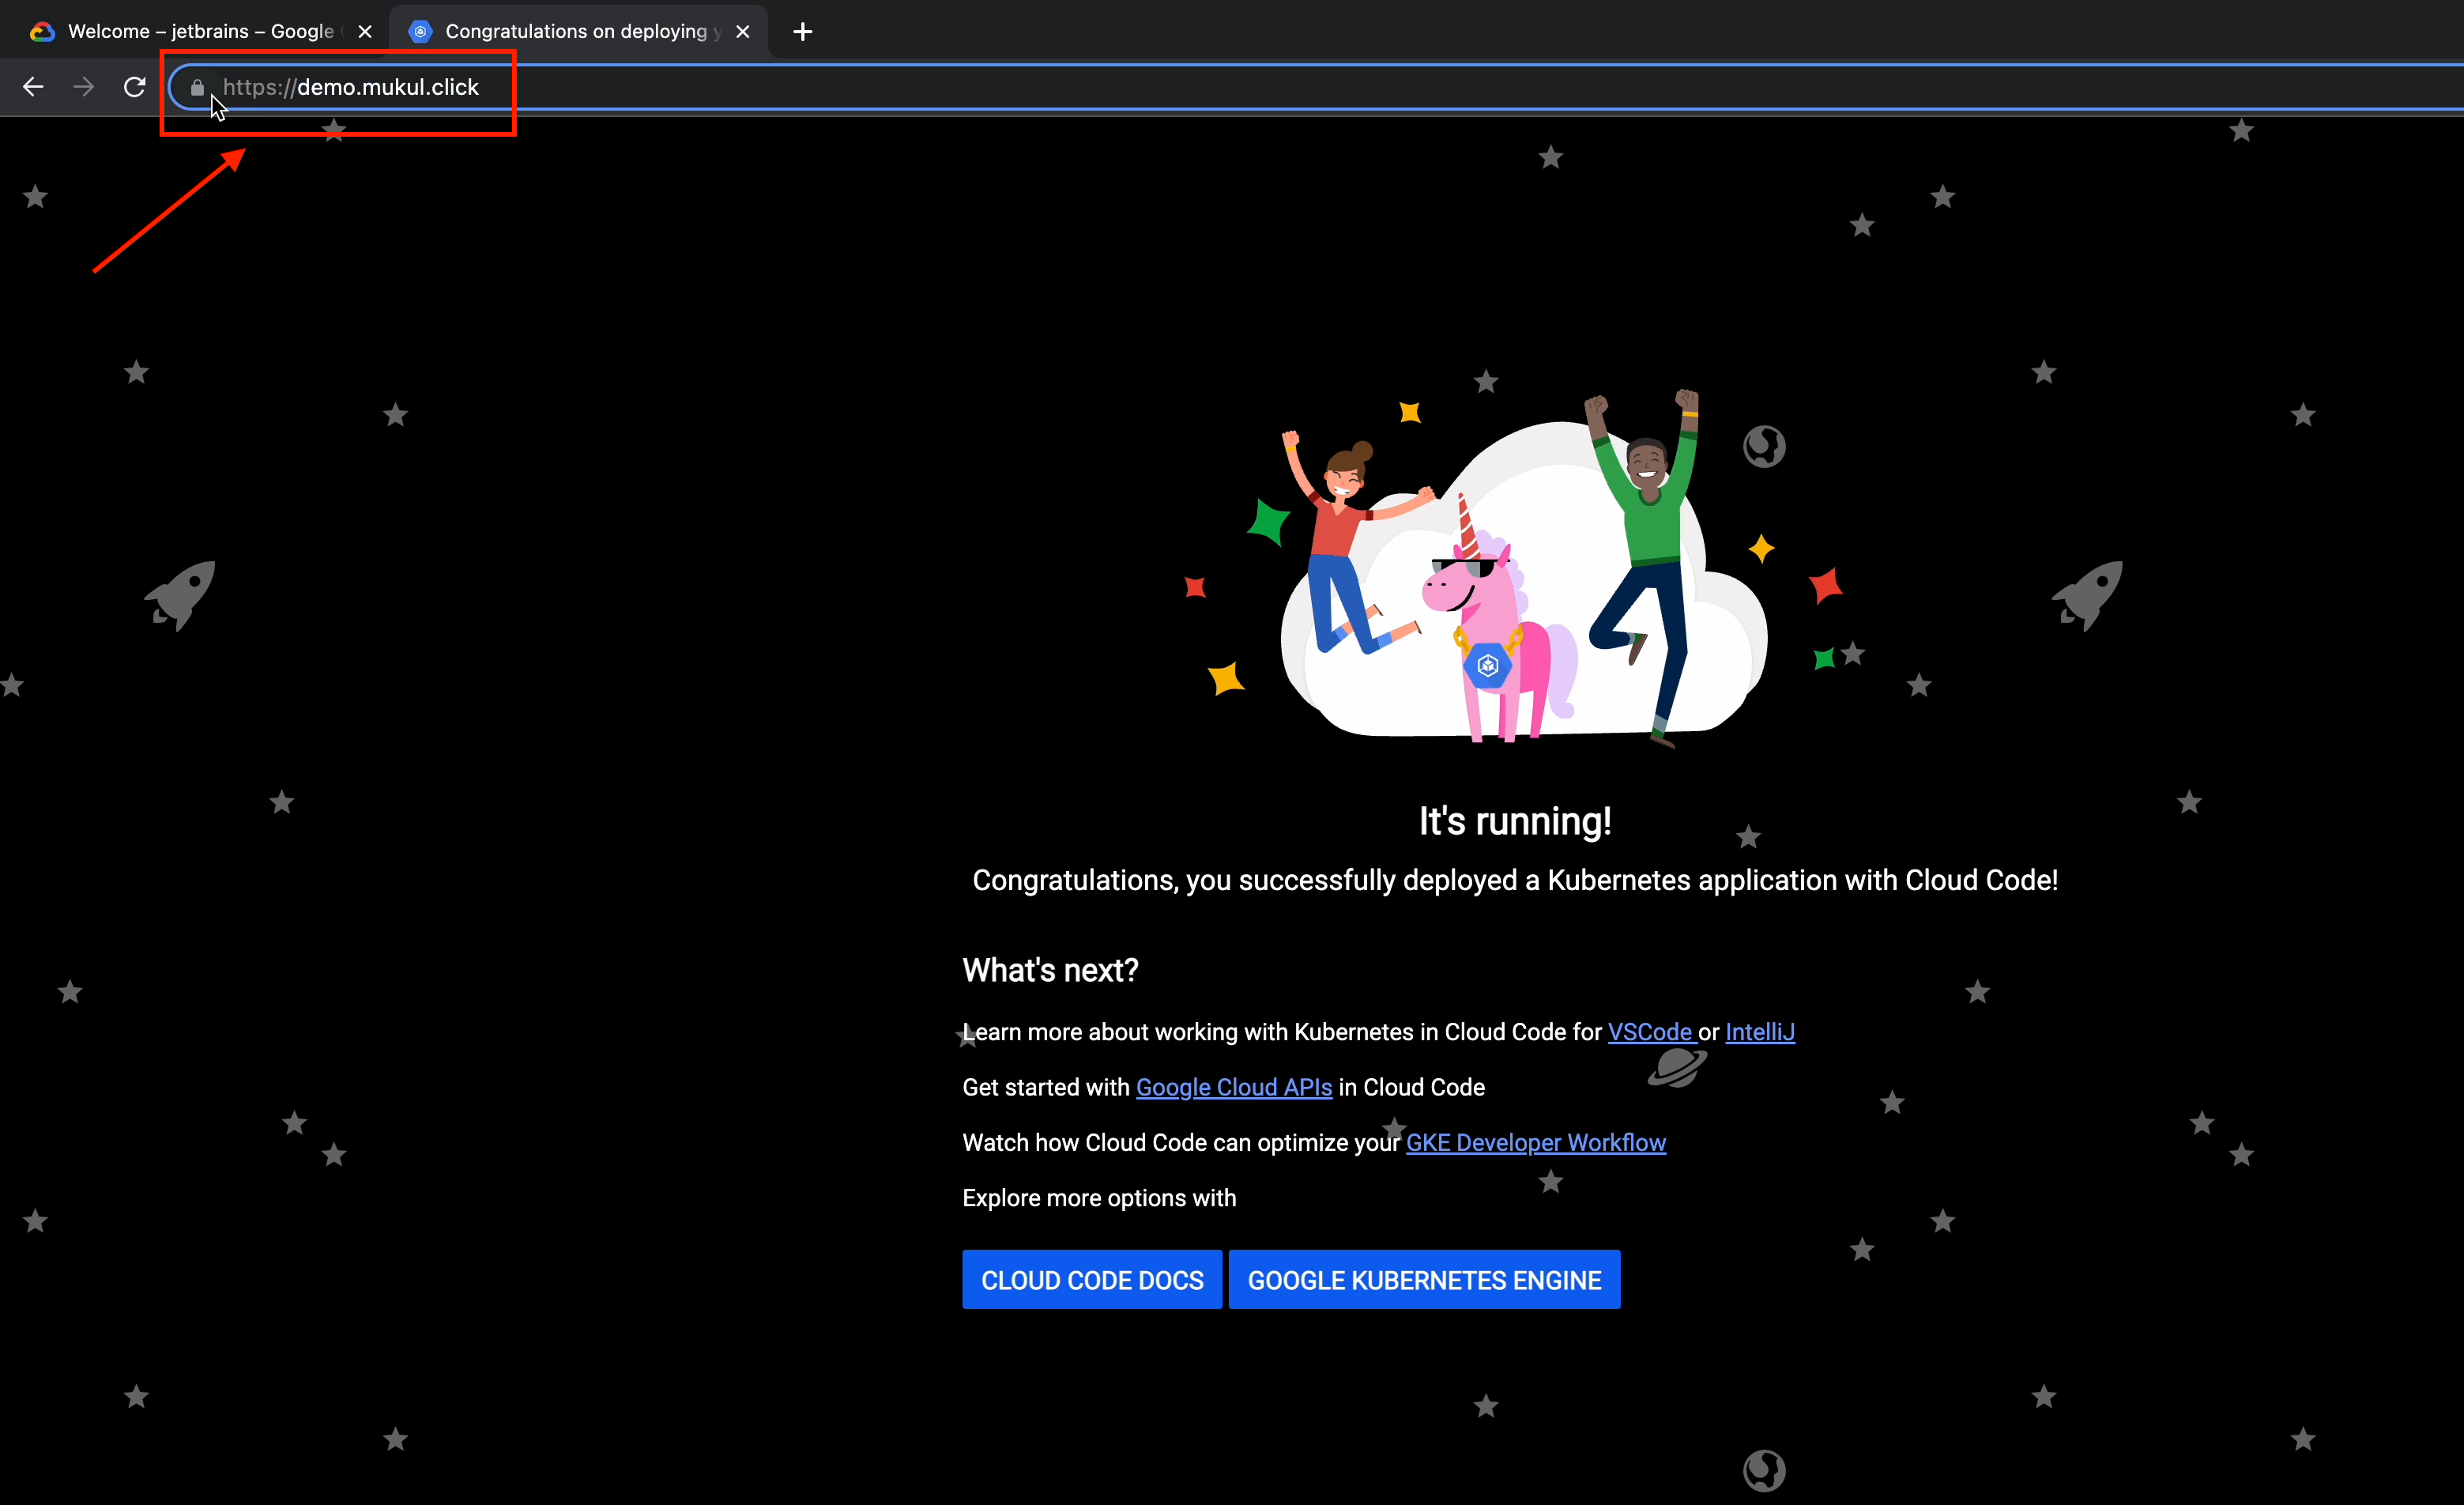 Welcome – jetbrains – Google
Congratulations on deploying
https://demo.mukul.click
It's running!
Congratulations, you successfully deployed a Kubernetes application with Cloud Code!
What's next?
Learn more about working with Kubernetes in Cloud Code for VSCode or IntelliJ
Get started with Google Cloud APIs in Cloud Code
Watch how Cloud Code can optimize your GKE Developer Workflow
Explore more options with
CLOUD CODE DOCS
GOOGLE KUBERNETES ENGINE